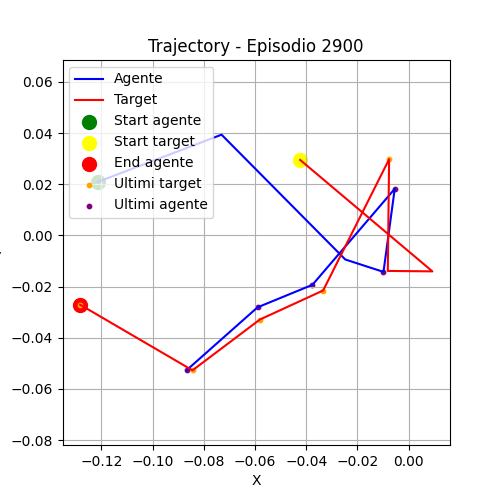 Trajectory - Episodio 2900
Agente
Target
Start agente
Start target
End agente
Ultimi target
Ultimi agente
0.06
0.04
0.02
0.00
−0.02
−0.04
−0.06
−0.08
−0.12 −0.10 −0.08 −0.06 −0.04 −0.02 0.00
X